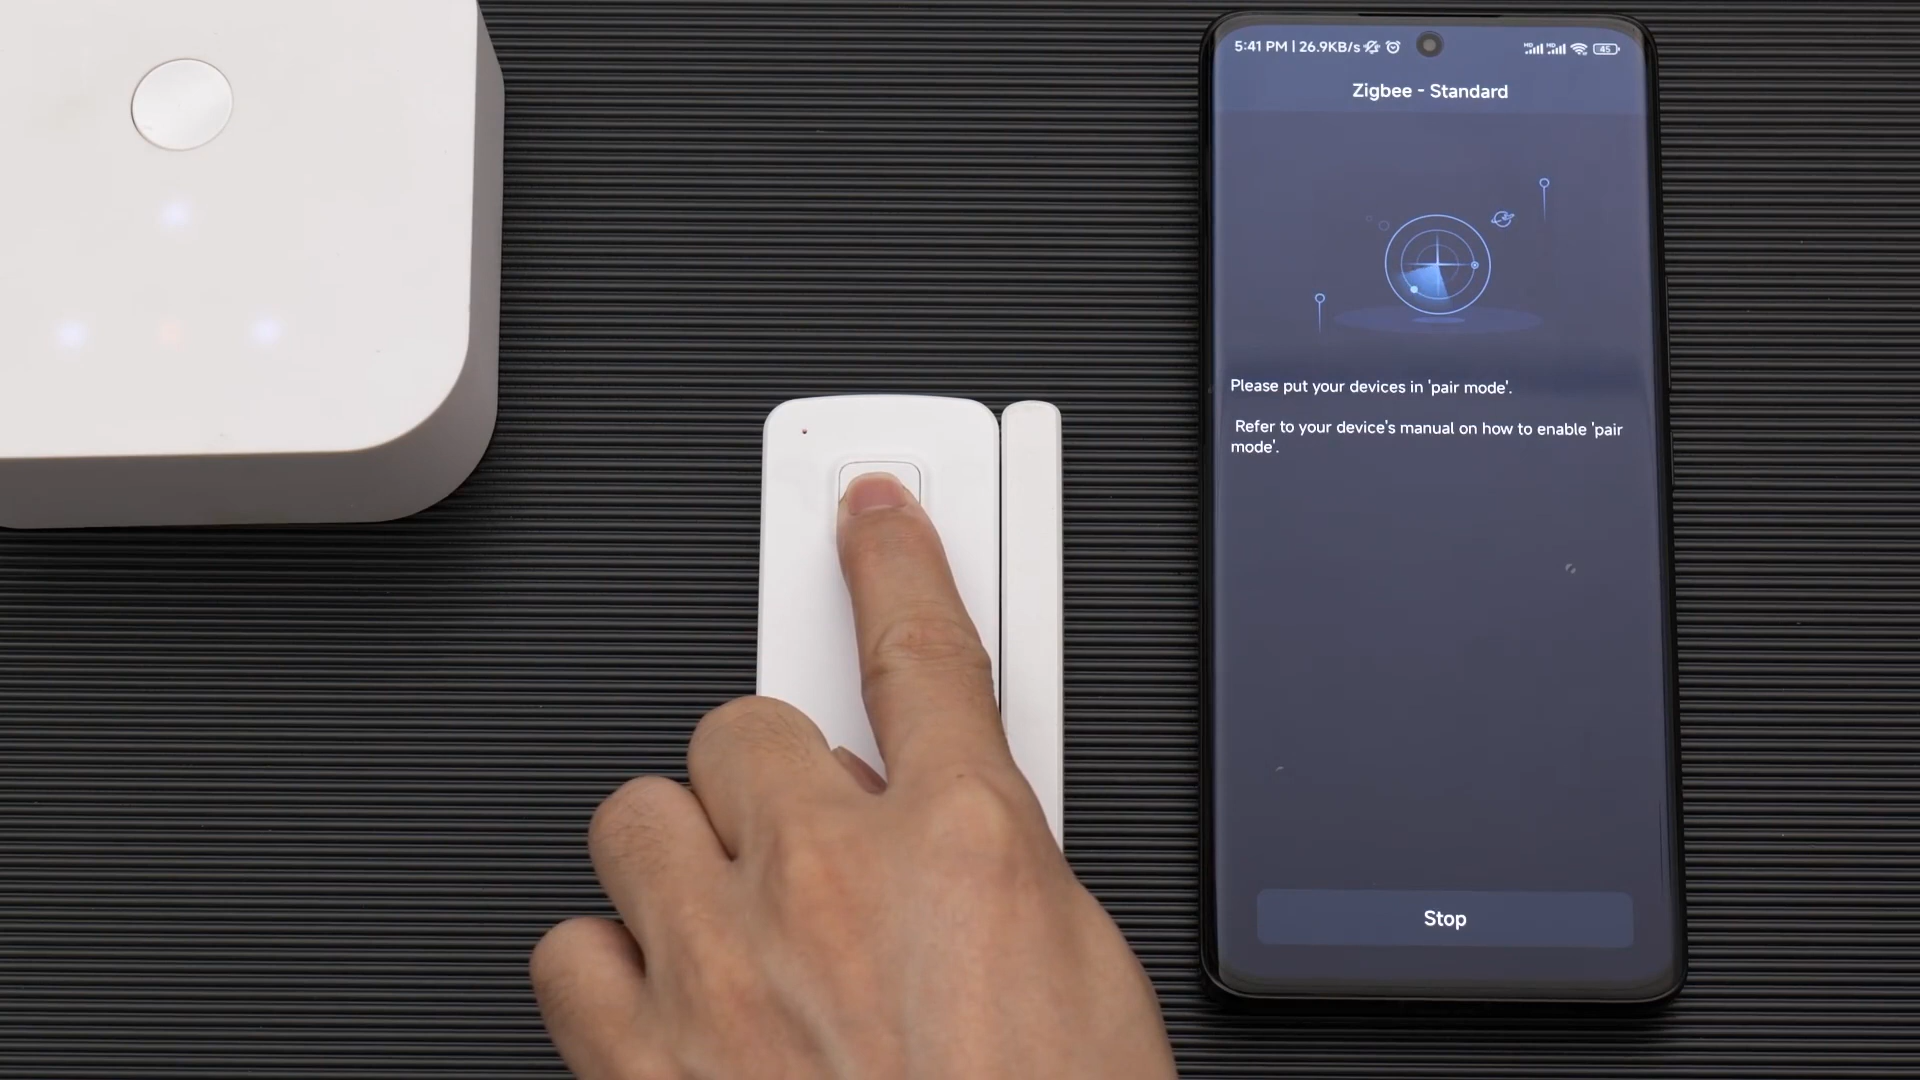 5:41 PM | 26.9KB/s
45
Zigbee - Standard
Please put your devices in 'pair mode'.
Refer to your device's manual on how to enable 'pair
mode'.
Stop